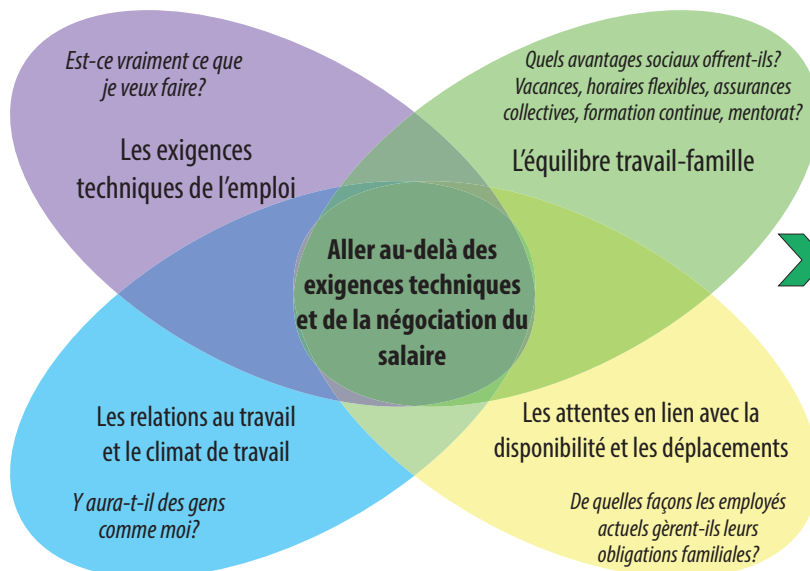 Est-ce vraiment ce que
je veux faire?
Les exigences
techniques de l'emploi
Quels avantages sociaux offrent-ils?
Vacances, horaires flexibles, assurances
collectives, formation continue, mentorat?
L'équilibre travail-famille
Aller au-delà des
exigences techniques
et de la négociation du
salaire
Les relations au travail
et le climat de travail
Y aura-t-il des gens
comme moi?
Les attentes en lien avec la
disponibilité et les déplacements
De quelles façons les employés
actuels gèrent-ils leurs
obligations familiales?